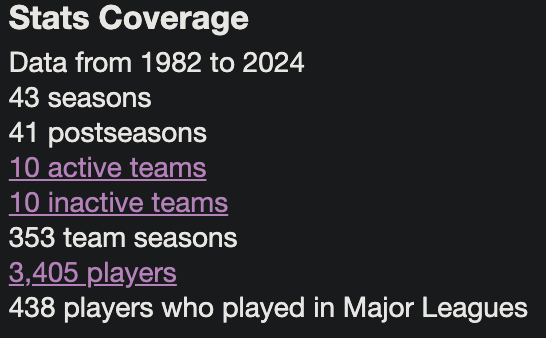 Stats Coverage
Data from 1982 to 2024
43 seasons
41 postseasons
10 active teams
10 inactive teams
353 team seasons
3,405 players
438 players who played in Major Leagues